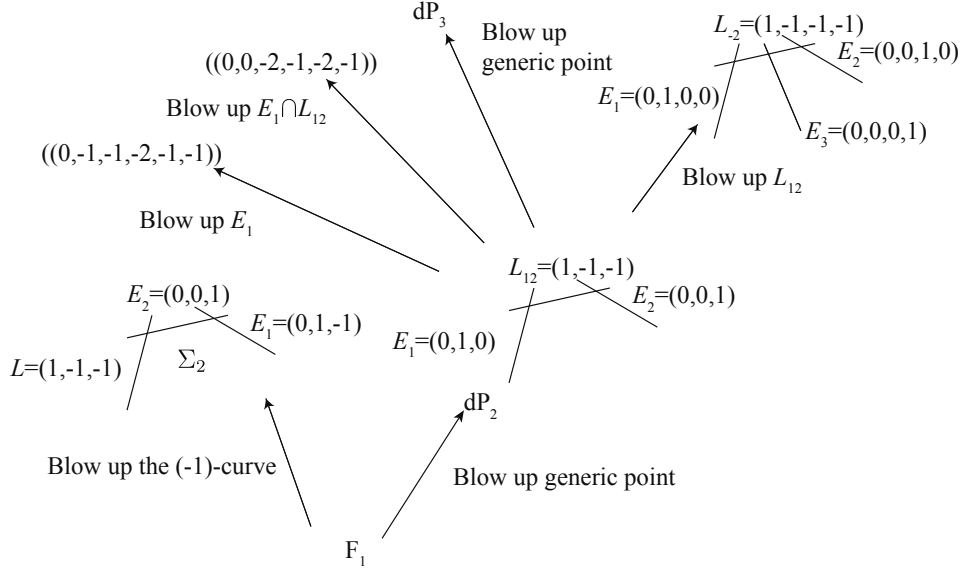 dP₃
L₋₂=(1,-1,-1,-1)
Blow up
generic point
E₂=(0,0,1,0)
((0,0,-2,-1,-2,-1))
E₁=(0,1,0,0)
Blow up E₁∩L₁₂
E₃=(0,0,0,1)
((0,-1,-1,-2,-1,-1))
Blow up L₁₂
Blow up E₁
L₁₂=(1,-1,-1)
E₂=(0,0,1)
E₂=(0,0,1)
E₁=(0,1,-1)
E₁=(0,1,0)
L=(1,-1,-1)
Σ₂
dP₂
Blow up the (-1)-curve
Blow up generic point
F₁